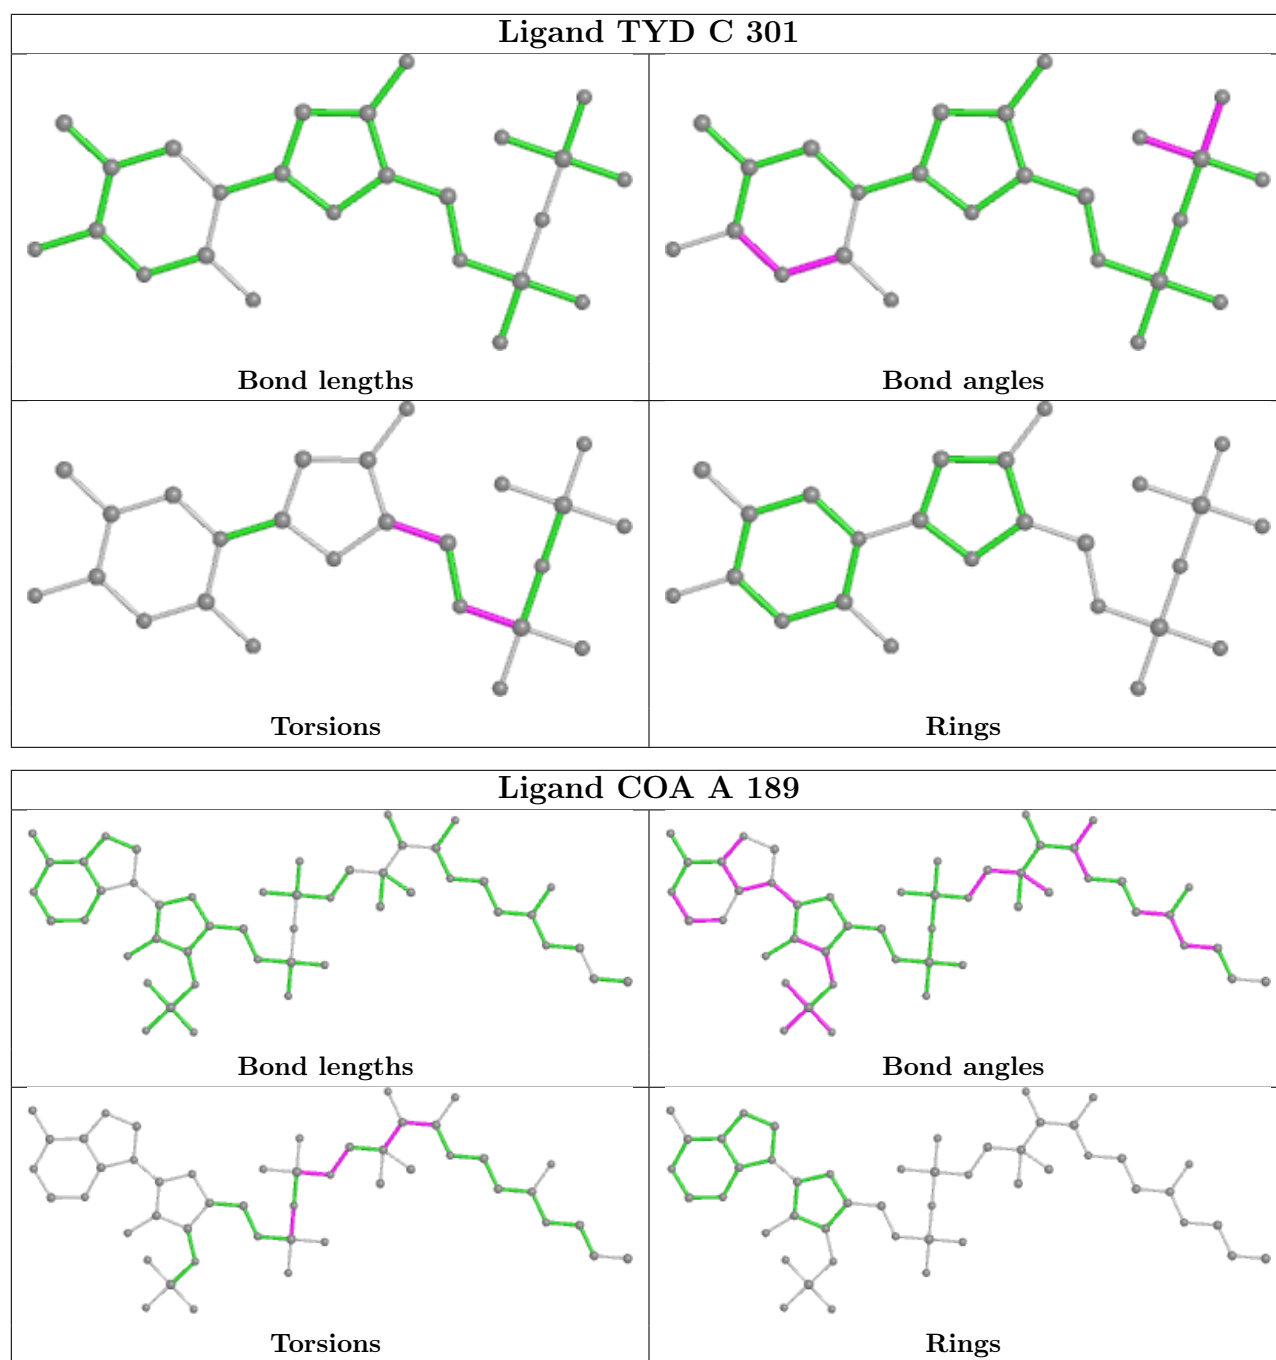 Ligand TYD C 301
Bond lengths
Bond angles
Torsions
Rings
Ligand COA A 189
Bond lengths
Bond angles
Torsions
Rings